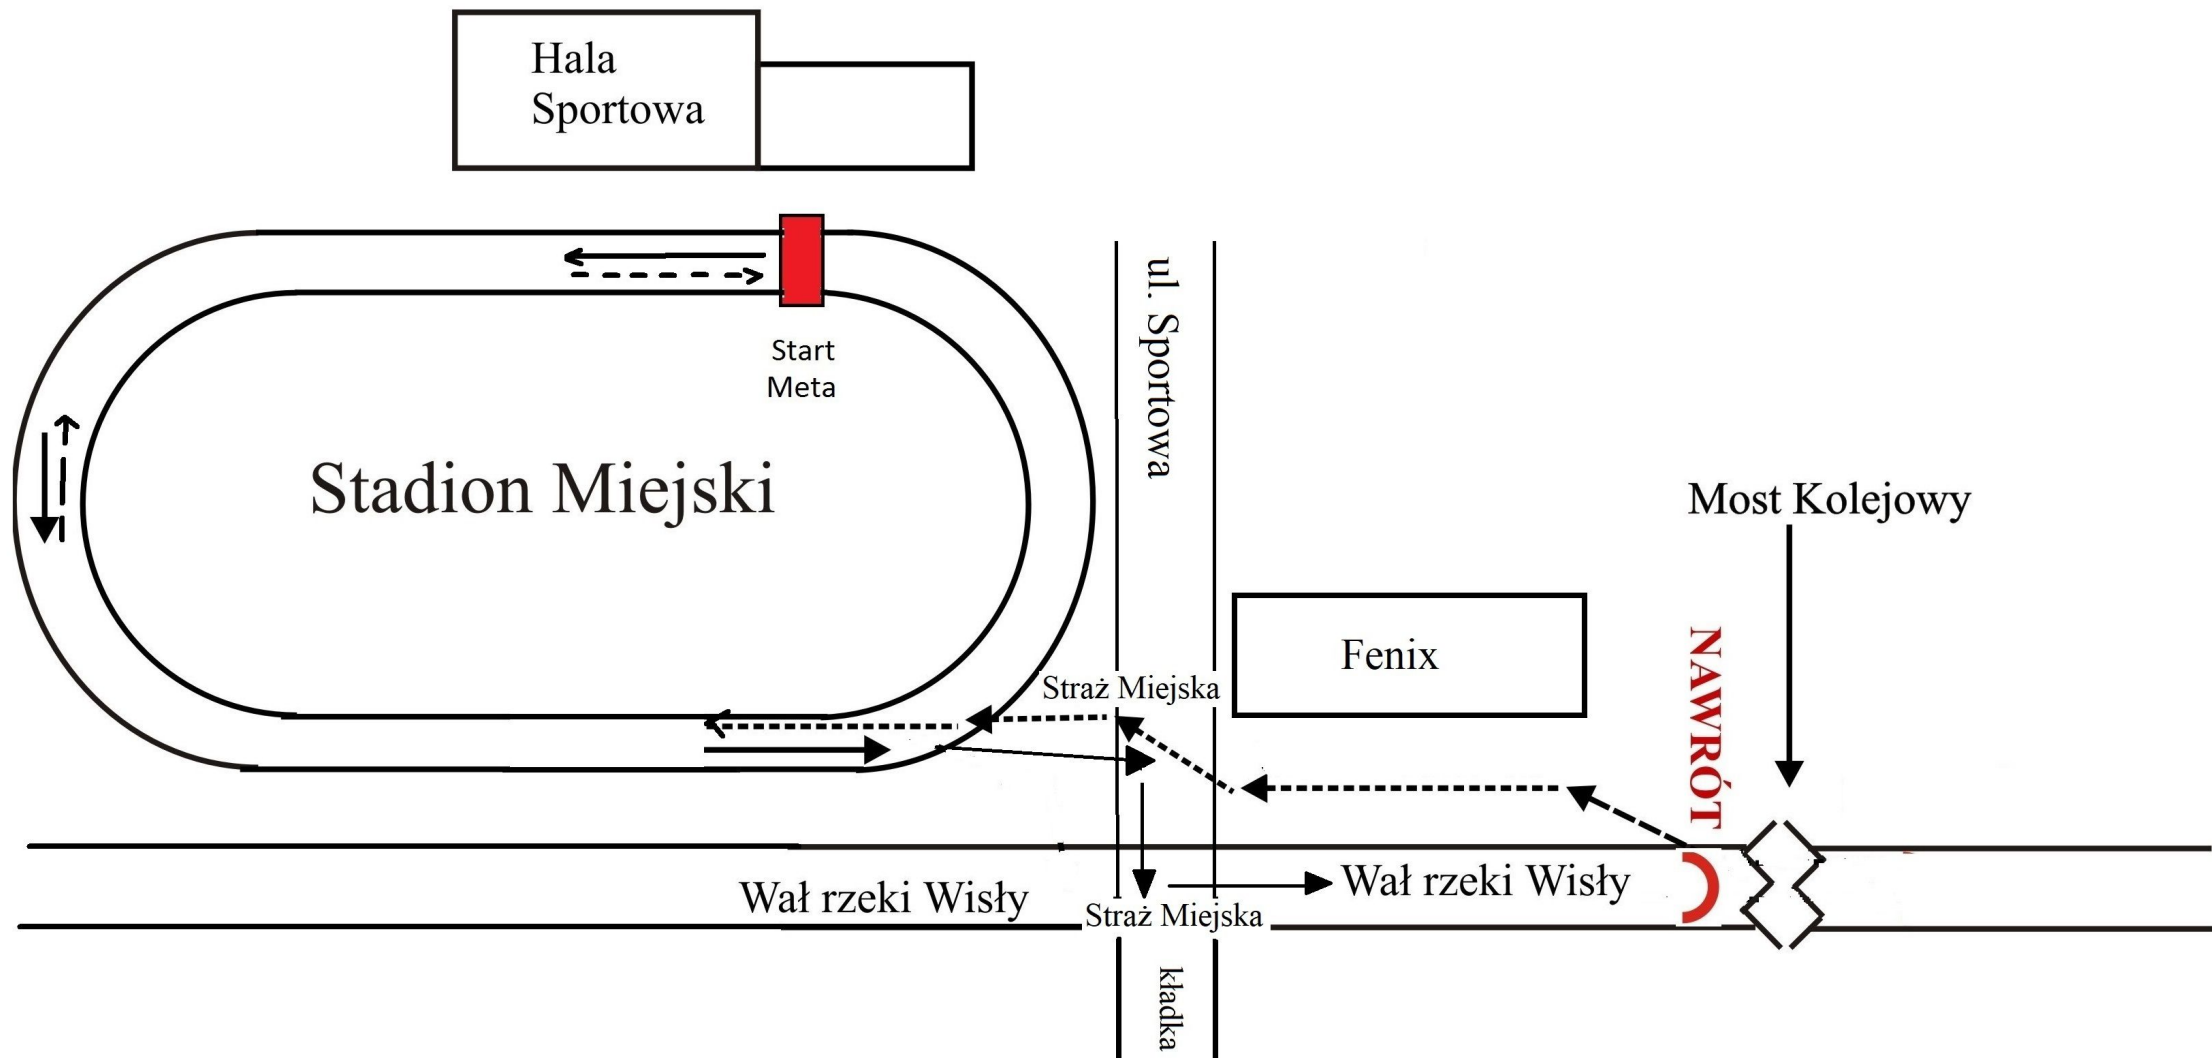 Hala
Sportowa
Start
Meta
ul. Sportowa
Stadion Miejski
Most Kolejowy
Fenix
NAWRÓT
Straż Miejska
Wał rzeki Wisły
Wał rzeki Wisły
Straż Miejska
kładka